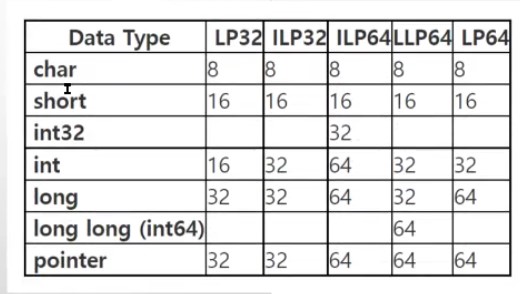 Data Type LP32 ILP32 ILP64 LLP64 LP64
char 8 8 8 8 8
short 16 16 16 16 16
int32 32
int 16 32 64 32 32
long 32 32 64 32 64
long long (int64) 64
pointer 32 32 64 64 64